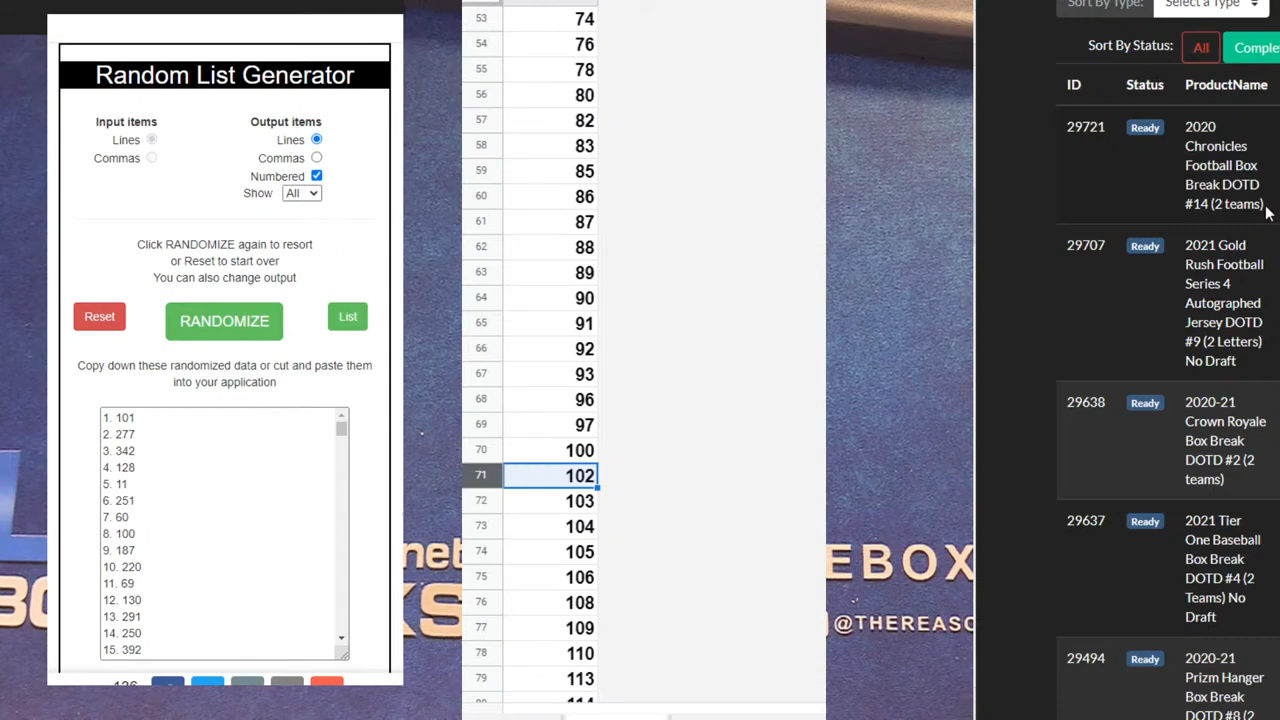 Random List Generator
Input items
Output items
Lines
Lines
Commas
Commas
Numbered
Show All
Click RANDOMIZE again to resort
or Reset to start over
You can also change output
Reset
RANDOMIZE
List
Copy down these randomized data or cut and paste them
into your application
1. 101
2. 277
3. 342
4. 128
5. 11
6. 251
7. 60
8. 100
9. 187
10. 220
11. 69
12. 130
13. 291
14. 250
15. 392
53 74
54 76
55 78
56 80
57 82
58 83
59 85
60 86
61 87
62 88
63 89
64 90
65 91
66 92
67 93
68 96
69 97
70 100
71 102
72 103
73 104
74 105
75 106
76 108
77 109
78 110
79 113
Sort By Type: Select a Type
Sort By Status: All Comple
ID Status ProductName
29721 Ready 2020
Chronicles
Football Box
Break DOTD
#14 (2 teams)
29707 Ready 2021 Gold
Rush Football
Series 4
Autographed
Jersey DOTD
#9 (2 Letters)
No Draft
29638 Ready 2020-21
Crown Royale
Box Break
DOTD #2 (2
teams)
29637 Ready 2021 Tier
One Baseball
Box Break
DOTD #4 (2
Teams) No
Draft
29494 Ready 2020-21
Prizm Hanger
Box Break
DOTD #8 (2
EBOX
@THEREASO